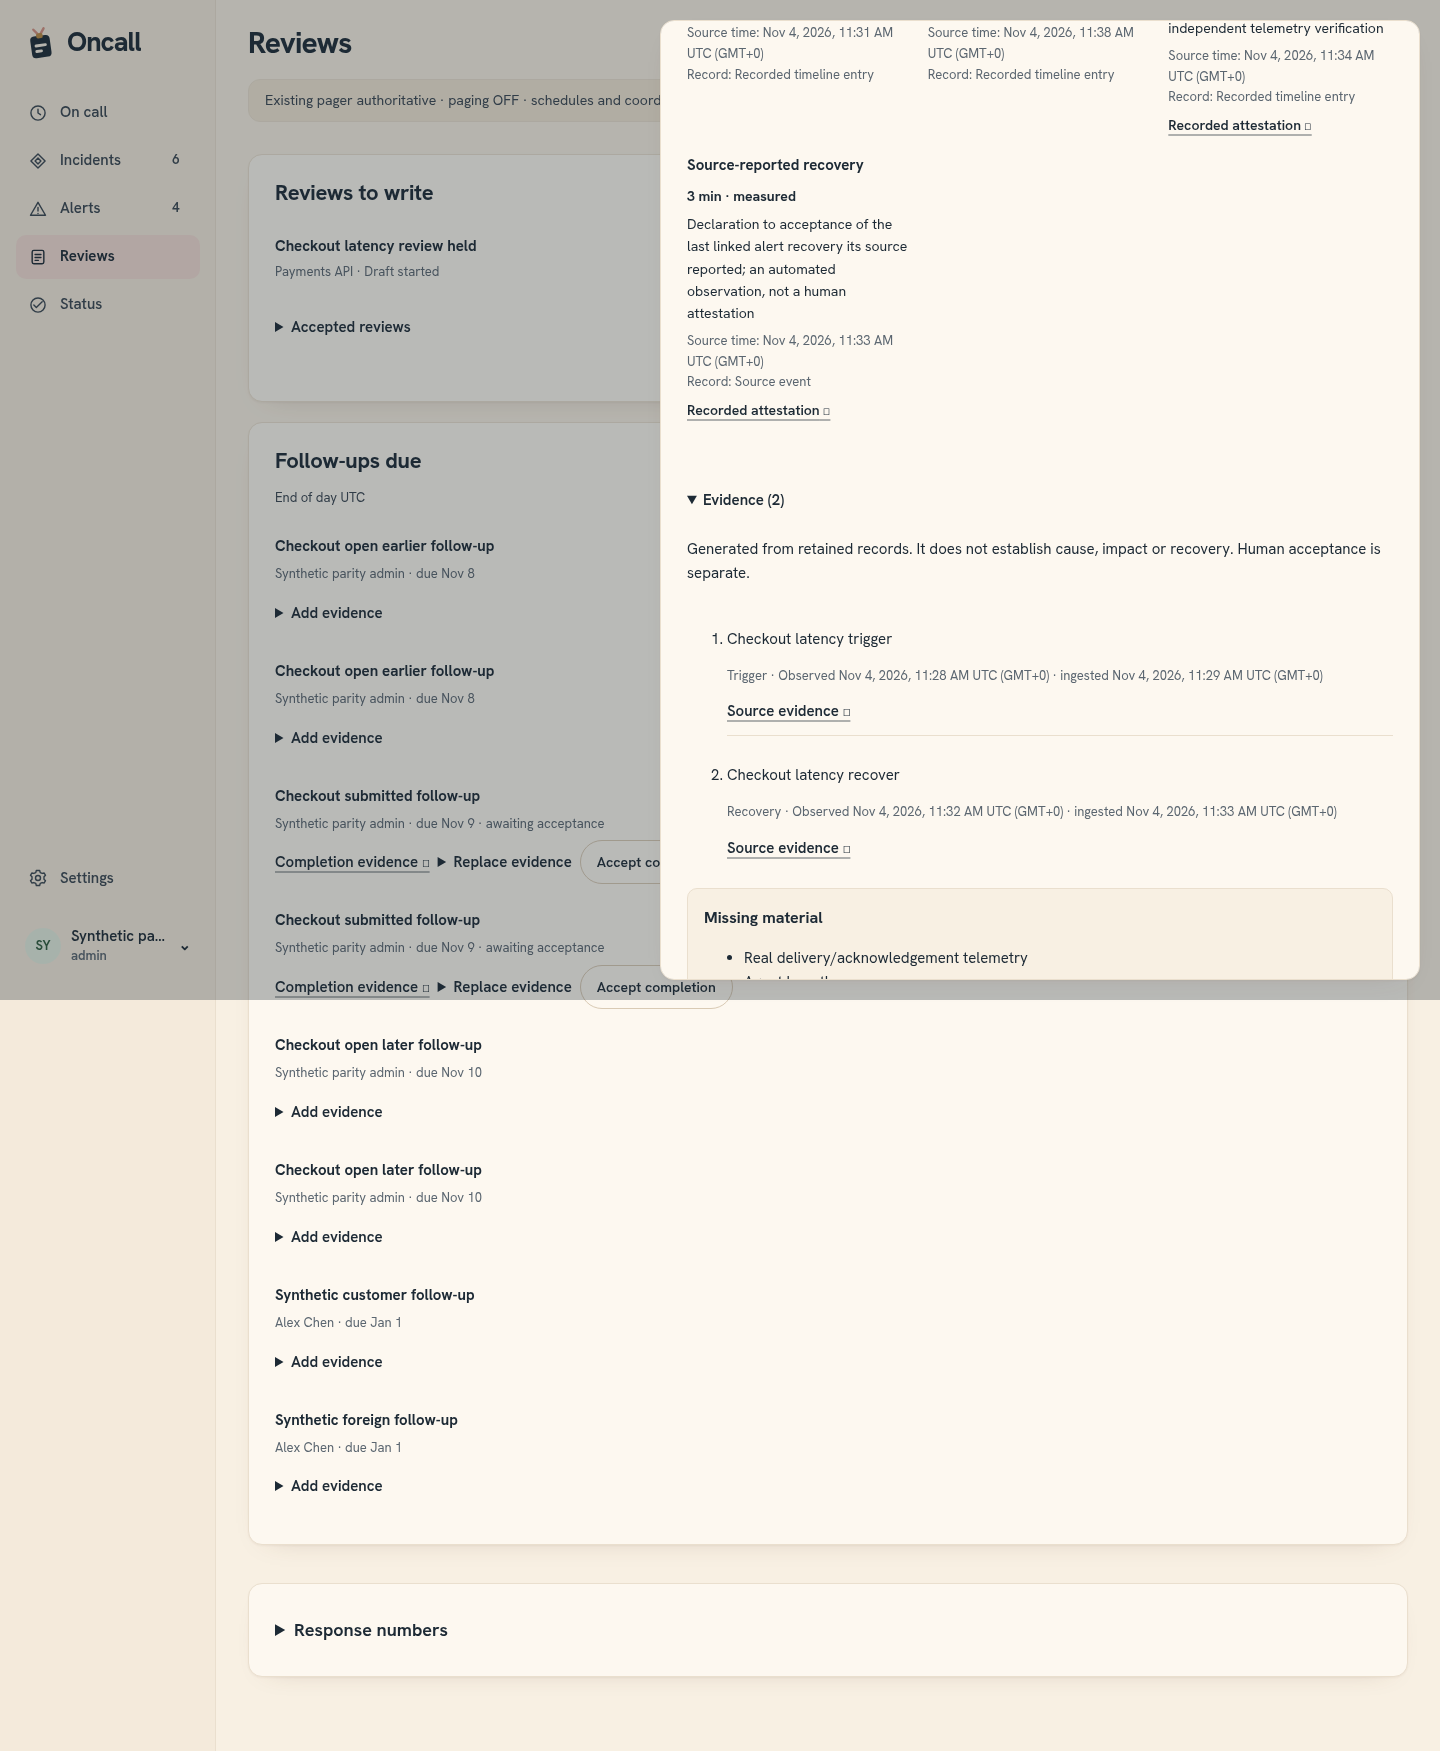 Oncall
On call
Incidents 6
Alerts 4
Reviews
Status
Settings
SY
Synthetic pa…
admin
Reviews
Existing pager authoritative · paging OFF · schedules and coord
Reviews to write
Checkout latency review held
Payments API · Draft started
Accepted reviews
Follow-ups due
End of day UTC
Checkout open earlier follow-up
Synthetic parity admin · due Nov 8
Add evidence
Checkout open earlier follow-up
Synthetic parity admin · due Nov 8
Add evidence
Checkout submitted follow-up
Synthetic parity admin · due Nov 9 · awaiting acceptance
Completion evidence Replace evidence Accept co
Checkout submitted follow-up
Synthetic parity admin · due Nov 9 · awaiting acceptance
Completion evidence Replace evidence Accept completion
Checkout open later follow-up
Synthetic parity admin · due Nov 10
Add evidence
Checkout open later follow-up
Synthetic parity admin · due Nov 10
Add evidence
Synthetic customer follow-up
Alex Chen · due Jan 1
Add evidence
Synthetic foreign follow-up
Alex Chen · due Jan 1
Add evidence
Response numbers
Source time: Nov 4, 2026, 11:31 AM
UTC (GMT+0)
Record: Recorded timeline entry
Source time: Nov 4, 2026, 11:38 AM
UTC (GMT+0)
Record: Recorded timeline entry
independent telemetry verification
Source time: Nov 4, 2026, 11:34 AM
UTC (GMT+0)
Record: Recorded timeline entry
Recorded attestation
Source-reported recovery
3 min · measured
Declaration to acceptance of the
last linked alert recovery its source
reported; an automated
observation, not a human
attestation
Source time: Nov 4, 2026, 11:33 AM
UTC (GMT+0)
Record: Source event
Recorded attestation
Evidence (2)
Generated from retained records. It does not establish cause, impact or recovery. Human acceptance is
separate.
1. Checkout latency trigger
Trigger · Observed Nov 4, 2026, 11:28 AM UTC (GMT+0) · ingested Nov 4, 2026, 11:29 AM UTC (GMT+0)
Source evidence
2. Checkout latency recover
Recovery · Observed Nov 4, 2026, 11:32 AM UTC (GMT+0) · ingested Nov 4, 2026, 11:33 AM UTC (GMT+0)
Source evidence
Missing material
• Real delivery/acknowledgement telemetry